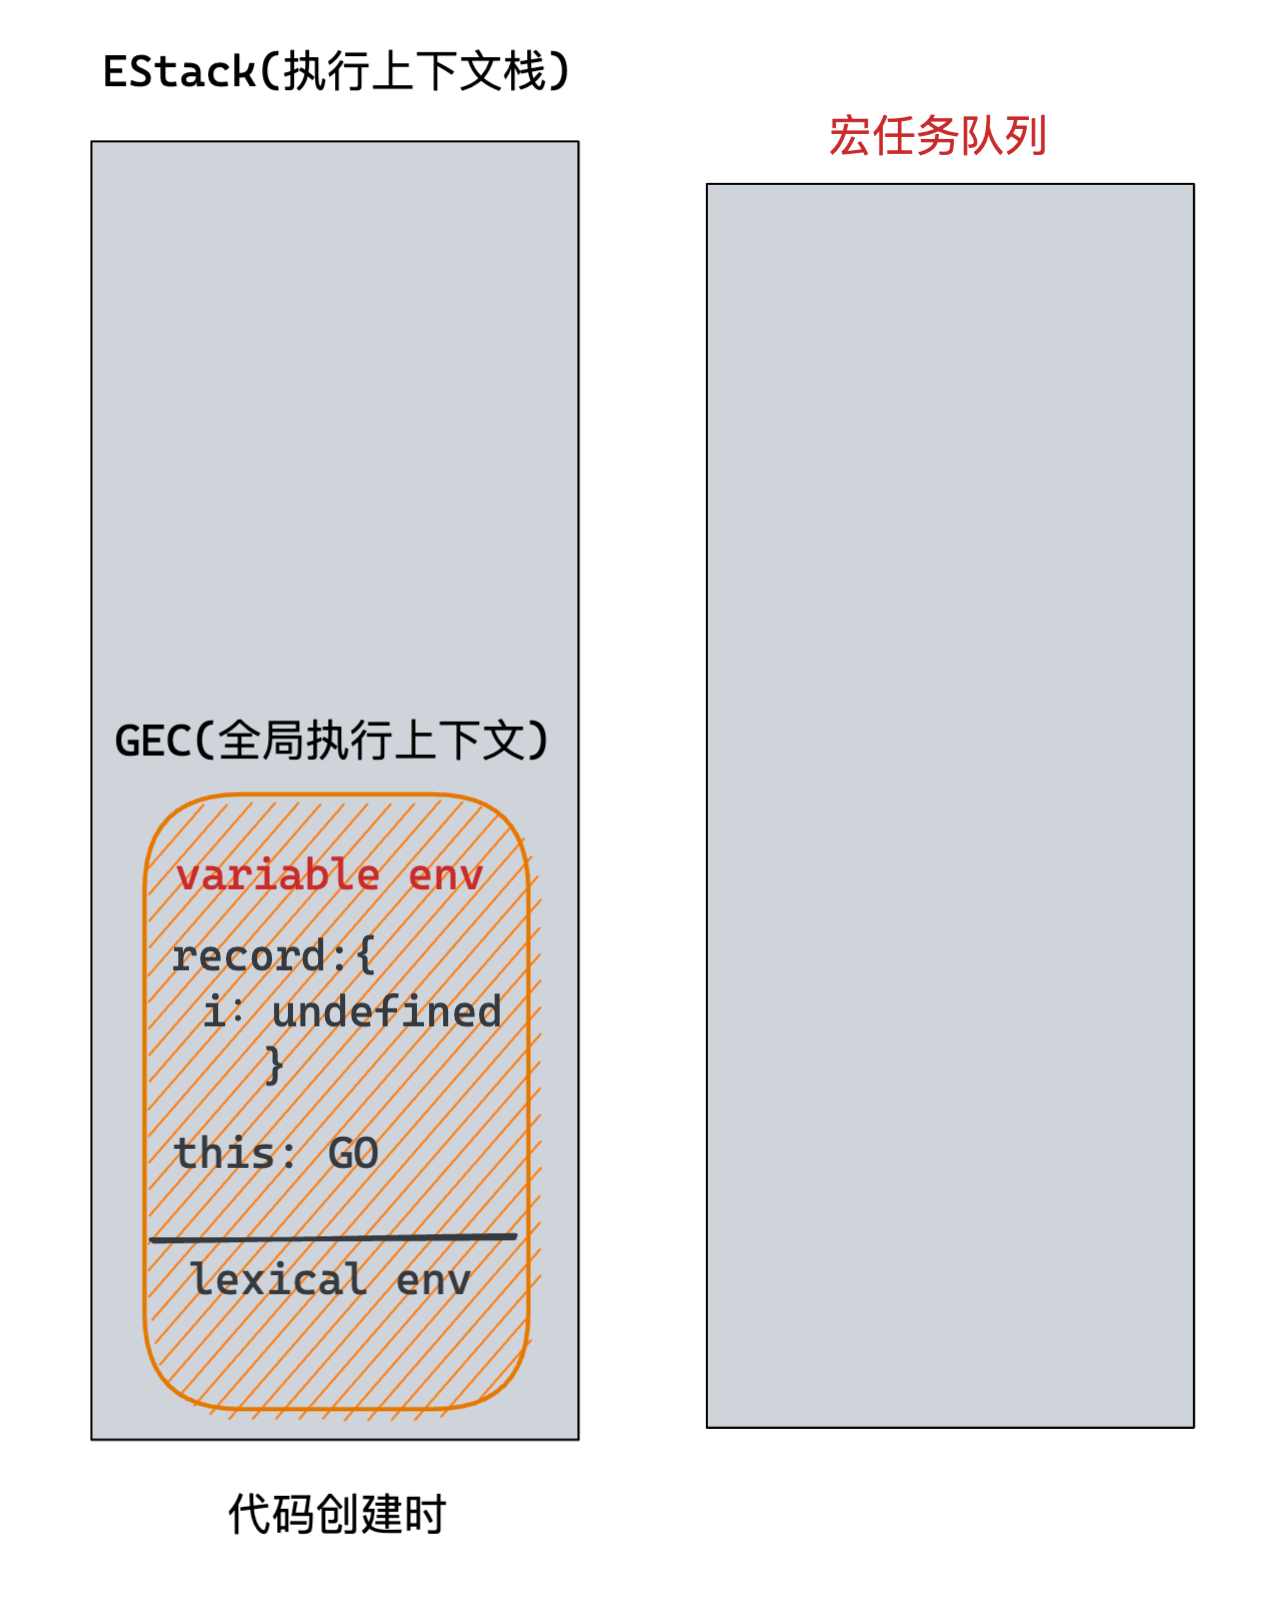 EStack(执行上下文栈)
宏任务队列
GEC(全局执行上下文)
variable env
record:{
i: undefined
}
this: GO
lexical env
代码创建时